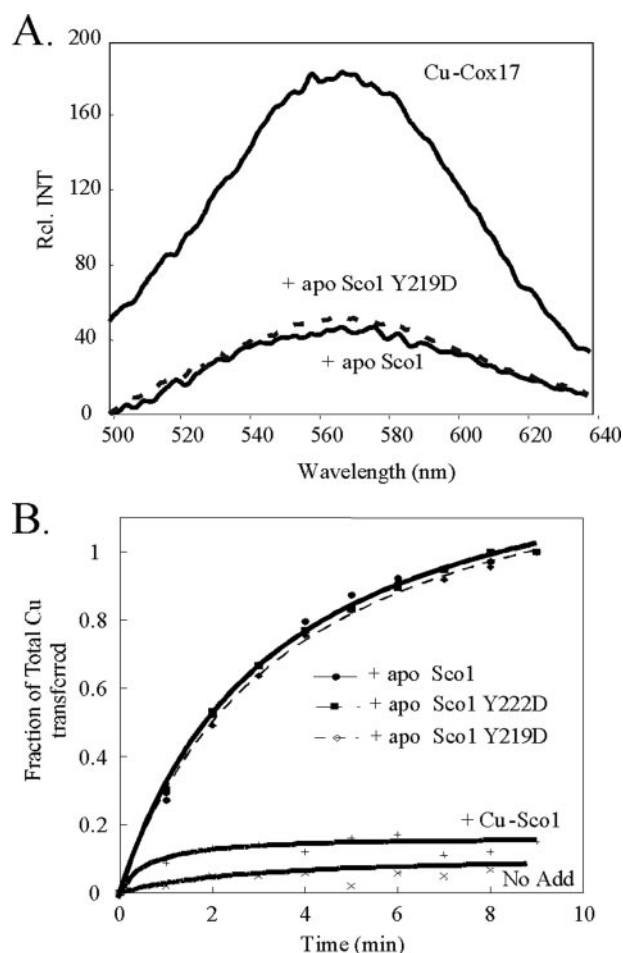 A.
200
160
120
80
40
0
Rel. INT
Cu-Cox17
+ apo Sco1 Y219D
+ apo Sco1
500 520 540 560 580 600 620 640
Wavelength (nm)
B.
1
0.8
0.6
0.4
0.2
0
Fraction of Total Cu
transferred
+ apo Sco1
+ apo Sco1 Y222D
+ apo Sco1 Y219D
+ Cu-Sco1
No Add
0 2 4 6 8 10
Time (min)